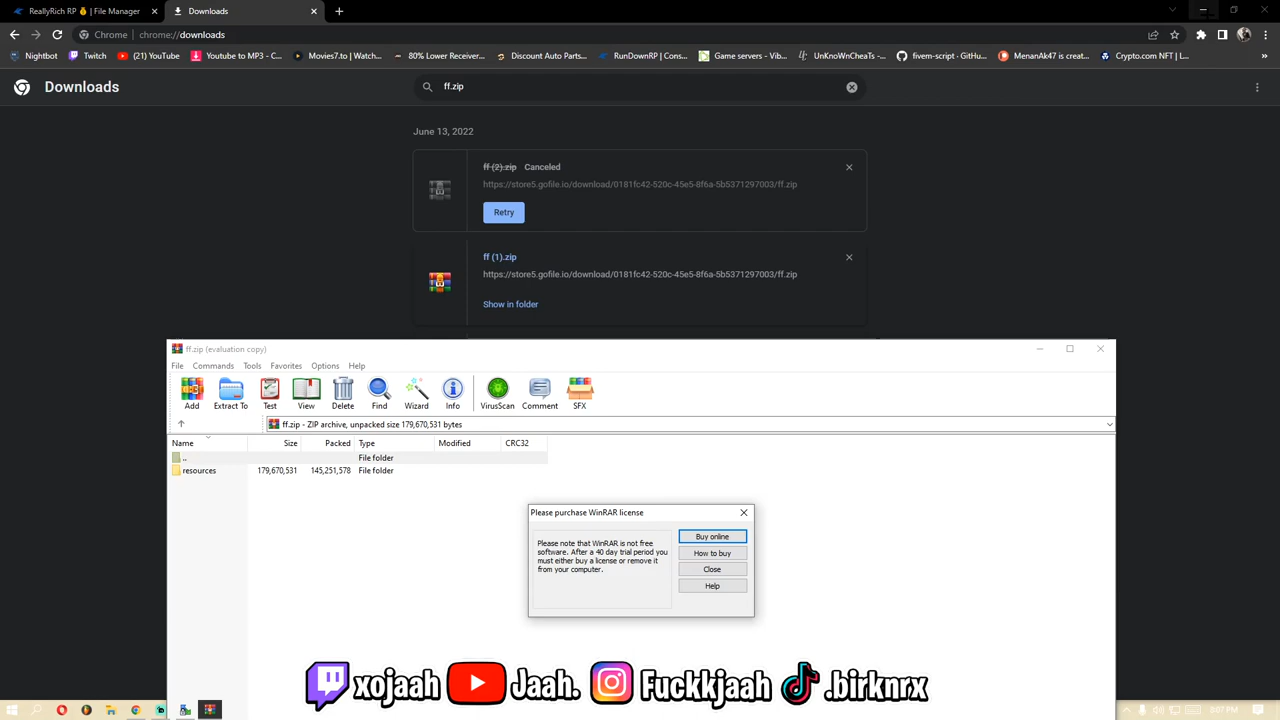 ReallyRich RP 💰 | File Manager
Downloads
Chrome | chrome://downloads
Nightbot
Twitch
(21) YouTube
Youtube to MP3 - C...
Movies7.to | Watch...
80% Lower Receiver...
Discount Auto Parts...
RunDownRP | Cons...
Game servers - Vib...
UnKnoWnCheaTs -...
fivem-script - GitHu...
MenanAk47 is creat...
Crypto.com NFT | L...
Downloads
ff.zip
June 13, 2022
ff (2).zip Canceled
https://store5.gofile.io/download/0181fc42-520c-45e5-8f6a-5b5371297003/ff.zip
Retry
ff (1).zip
https://store5.gofile.io/download/0181fc42-520c-45e5-8f6a-5b5371297003/ff.zip
Show in folder
ff.zip (evaluation copy)
File Commands Tools Favorites Options Help
Add Extract To Test View Delete Find Wizard Info VirusScan Comment SFX
ff.zip - ZIP archive, unpacked size 179,670,531 bytes
Name Size Packed Type Modified CRC32
.. File folder
resources 179,670,531 145,251,578 File folder
Please purchase WinRAR license
Please note that WinRAR is not free
software. After a 40 day trial period you
must either buy a license or remove it
from your computer.
Buy online
How to buy
Close
Help
xojaah Jaah. Fuckkjaah .birknrx
8:07 PM